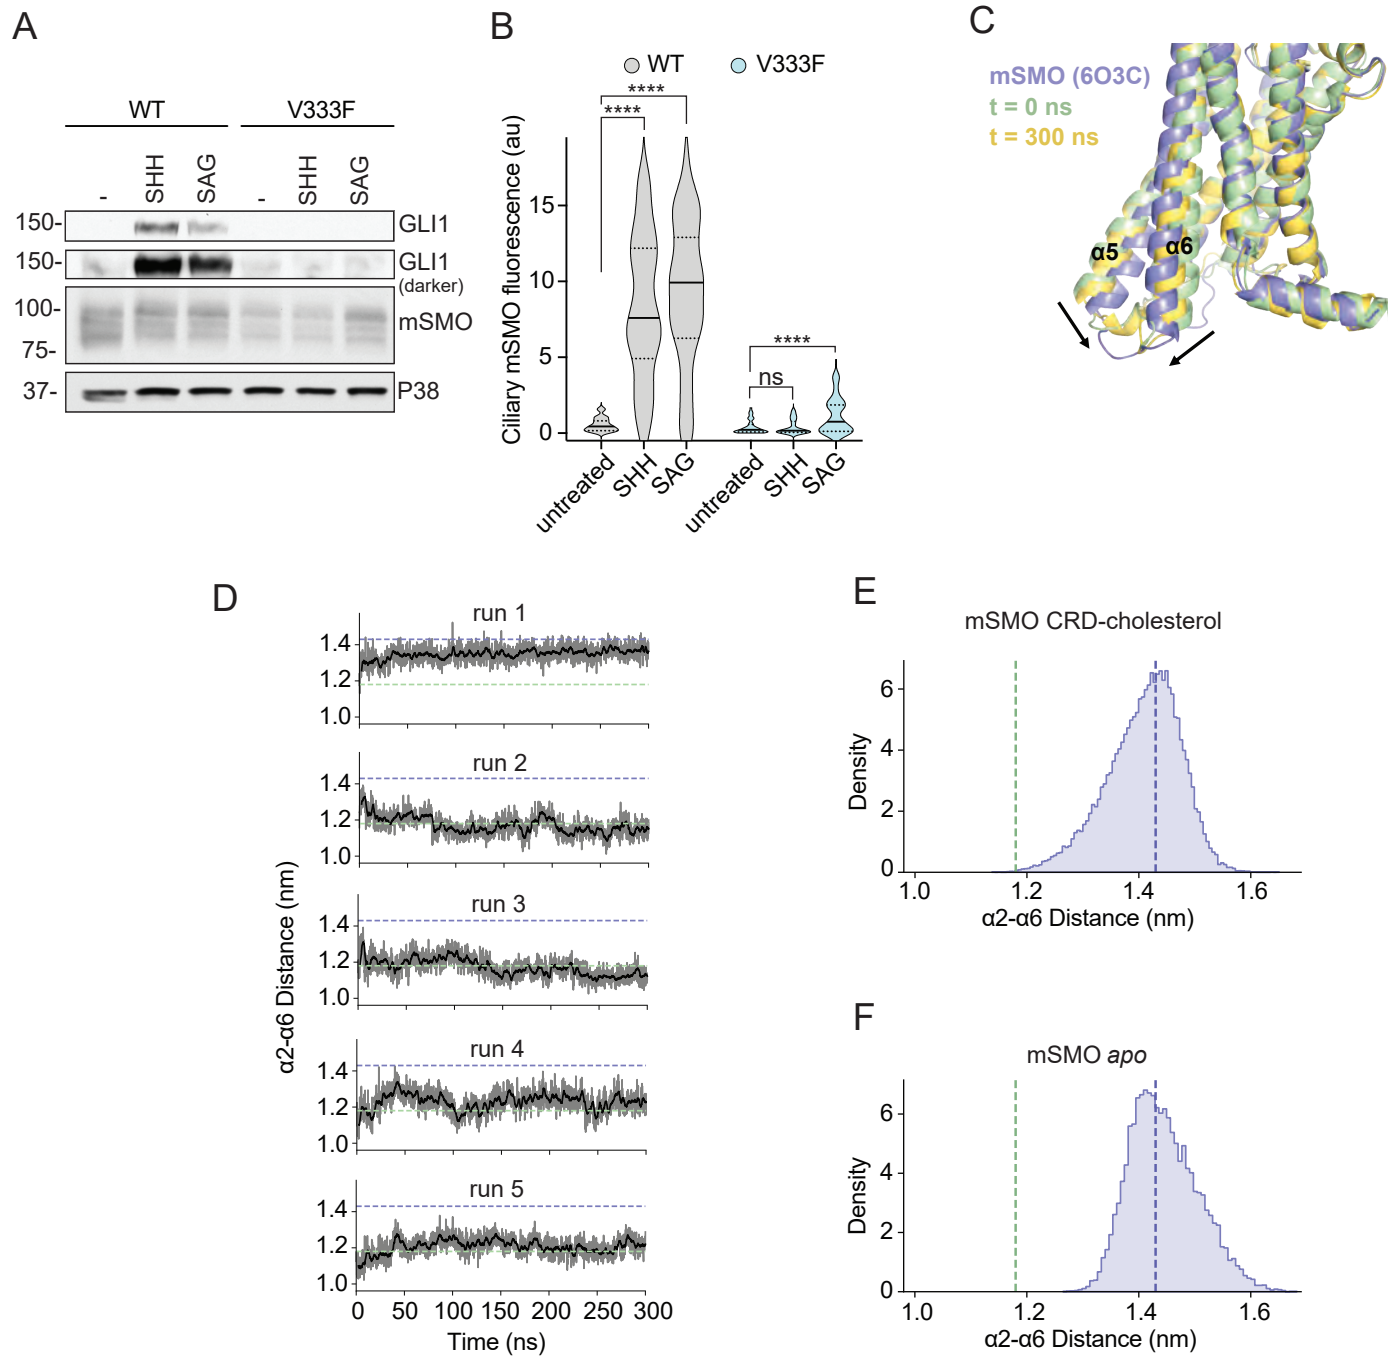 A
WT V333F
- SHH SAG - SHH SAG
150- GLI1
150- GLI1
(darker)
100- mSMO
75-
37- P38
B
WT V333F
Ciliary mSMO fluorescence (au)
15
10
5
0
****
****
****
ns
untreated SHH SAG untreated SHH SAG
C
mSMO (6O3C)
t = 0 ns
t = 300 ns
α5 α6
D
α2-α6 Distance (nm)
run 1
1.4
1.2
1.0
run 2
1.4
1.2
1.0
run 3
1.4
1.2
1.0
run 4
1.4
1.2
1.0
run 5
1.4
1.2
1.0
0 50 100 150 200 250 300
Time (ns)
E
mSMO CRD-cholesterol
Density
6
4
2
0
1.0 1.2 1.4 1.6
α2-α6 Distance (nm)
F
mSMO apo
Density
6
4
2
0
1.0 1.2 1.4 1.6
α2-α6 Distance (nm)